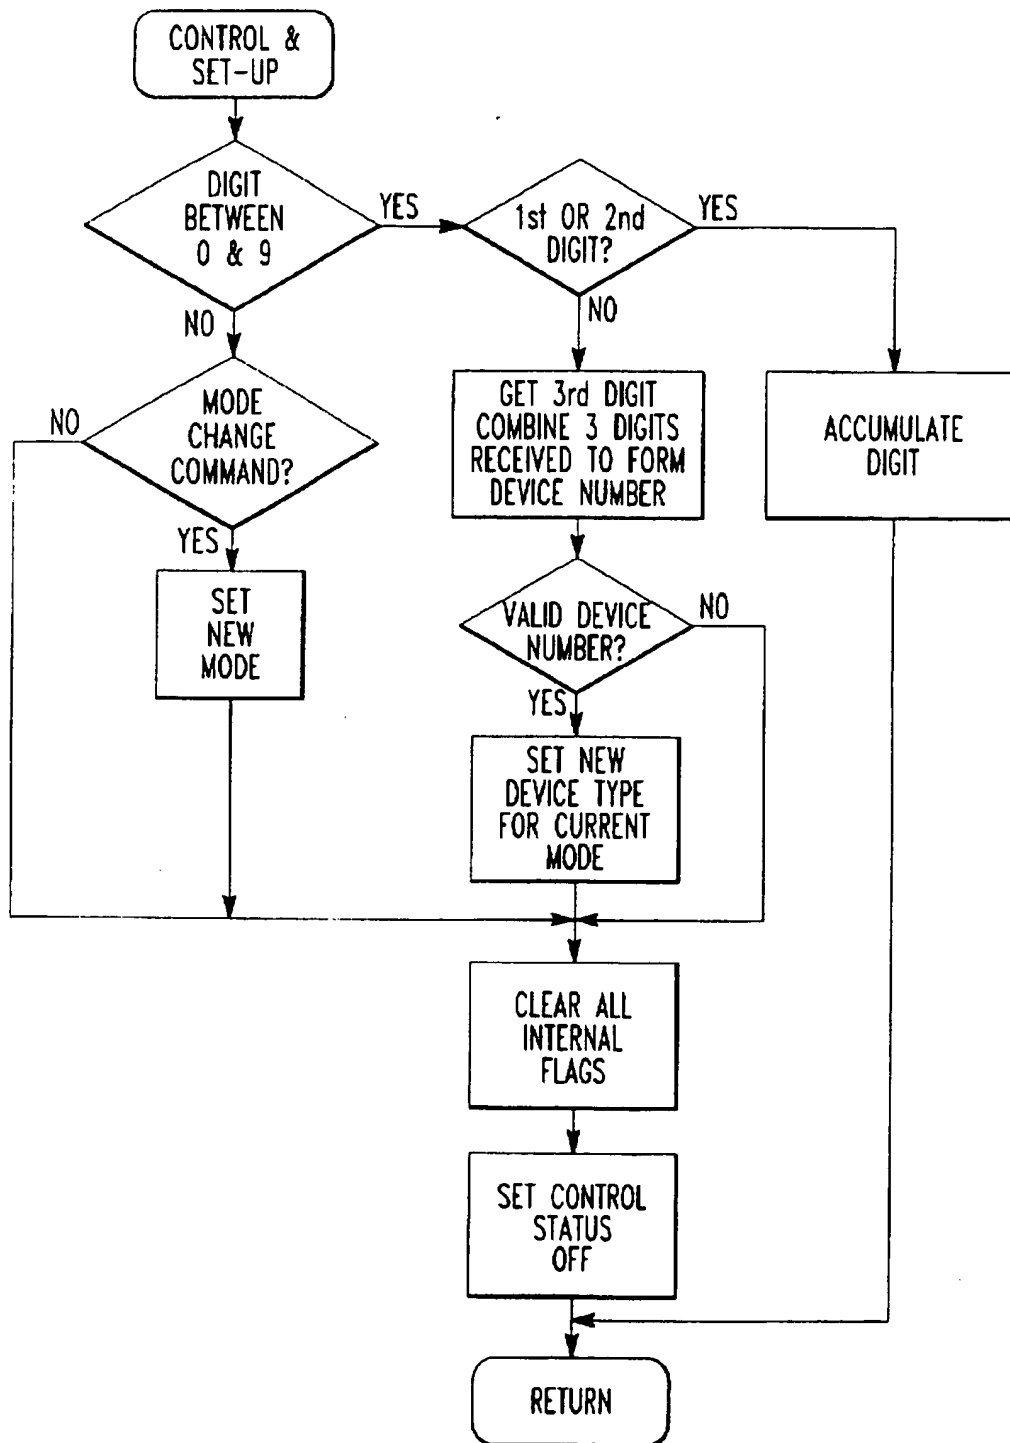 CONTROL &
SET-UP
DIGIT
BETWEEN
0 & 9
YES
1st OR 2nd
DIGIT?
YES
NO
NO
MODE
CHANGE
COMMAND?
NO
GET 3rd DIGIT
COMBINE 3 DIGITS
RECEIVED TO FORM
DEVICE NUMBER
ACCUMULATE
DIGIT
YES
SET
NEW
MODE
VALID DEVICE
NUMBER?
NO
YES
SET NEW
DEVICE TYPE
FOR CURRENT
MODE
CLEAR ALL
INTERNAL
FLAGS
SET CONTROL
STATUS
OFF
RETURN